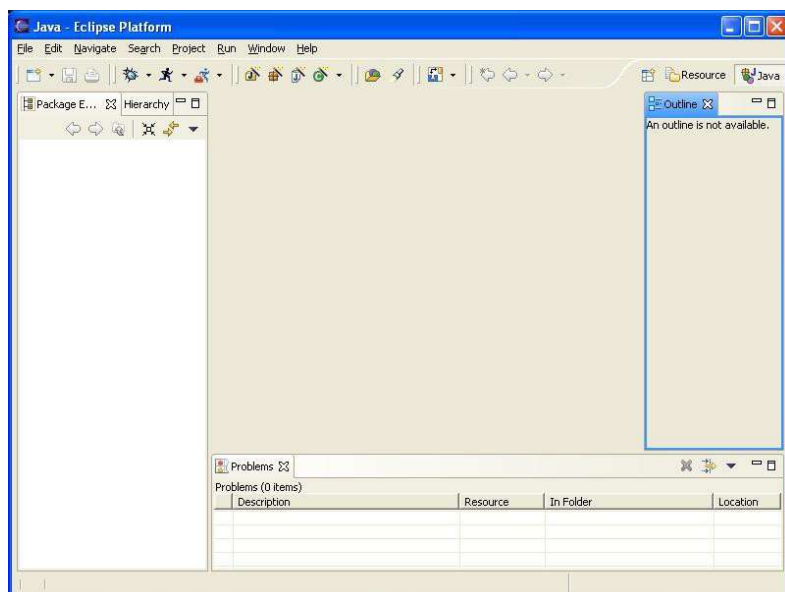 Java - Eclipse Platform
File Edit Navigate Search Project Run Window Help
Resource Java
Package E... Hierarchy
Outline
An outline is not available.
Problems
Problems (0 items)
Description Resource In Folder Location